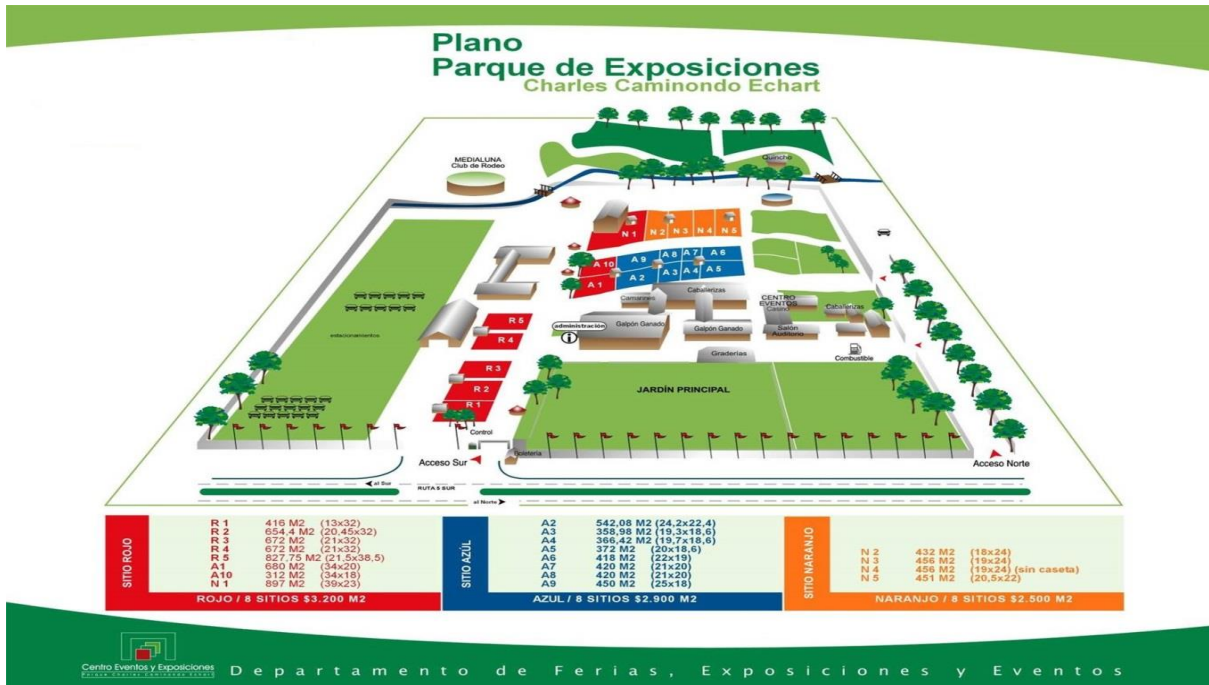 Plano
Parque de Exposiciones
Charles Caminondo Echart
MEDIALUNA
Club de Rodeo
Quincho
N 1 N 2 N 3 N 4 N 5
A 10 A 9 A 8 A 7 A 6
A 1 A 2 A 3 A 4 A 5
Camarines
Caballerizas
CENTRO
EVENTOS
Casino
Caballerizas
R 5
R 4
administración
i
Galpón Ganado
Galpón Ganado
Salón
Auditorio
estacionamientos
Graderías
Combustible
R 3
R 2
R 1
JARDÍN PRINCIPAL
Control
Boletería
Acceso Sur
Acceso Norte
al Sur
RUTA 5 SUR
al Norte
SITIO ROJO
R 1 416 M2 (13x32)
R 2 654,4 M2 (20,45x32)
R 3 672 M2 (21x32)
R 4 672 M2 (21x32)
R 5 827,75 M2 (21,5x38,5)
A1 680 M2 (34x20)
A10 312 M2 (34x18)
N 1 897 M2 (39x23)
ROJO / 8 SITIOS $3.200 M2
SITIO AZÚL
A2 542,08 M2 (24,2x22,4)
A3 358,98 M2 (19,3x18,6)
A4 366,42 M2 (19,7x18,6)
A5 372 M2 (20x18,6)
A6 418 M2 (22x19)
A7 420 M2 (21x20)
A8 420 M2 (21x20)
A9 450 M2 (25x18)
AZUL / 8 SITIOS $2.900 M2
SITIO NARANJO
N 2 432 M2 (18x24)
N 3 456 M2 (19x24)
N 4 456 M2 (19x24) (sin caseta)
N 5 451 M2 (20,5x22)
NARANJO / 8 SITIOS $2.500 M2
Centro Eventos y Exposiciones
Parque Charles Caminondo Echart
Departamento de Ferias, Exposiciones y Eventos